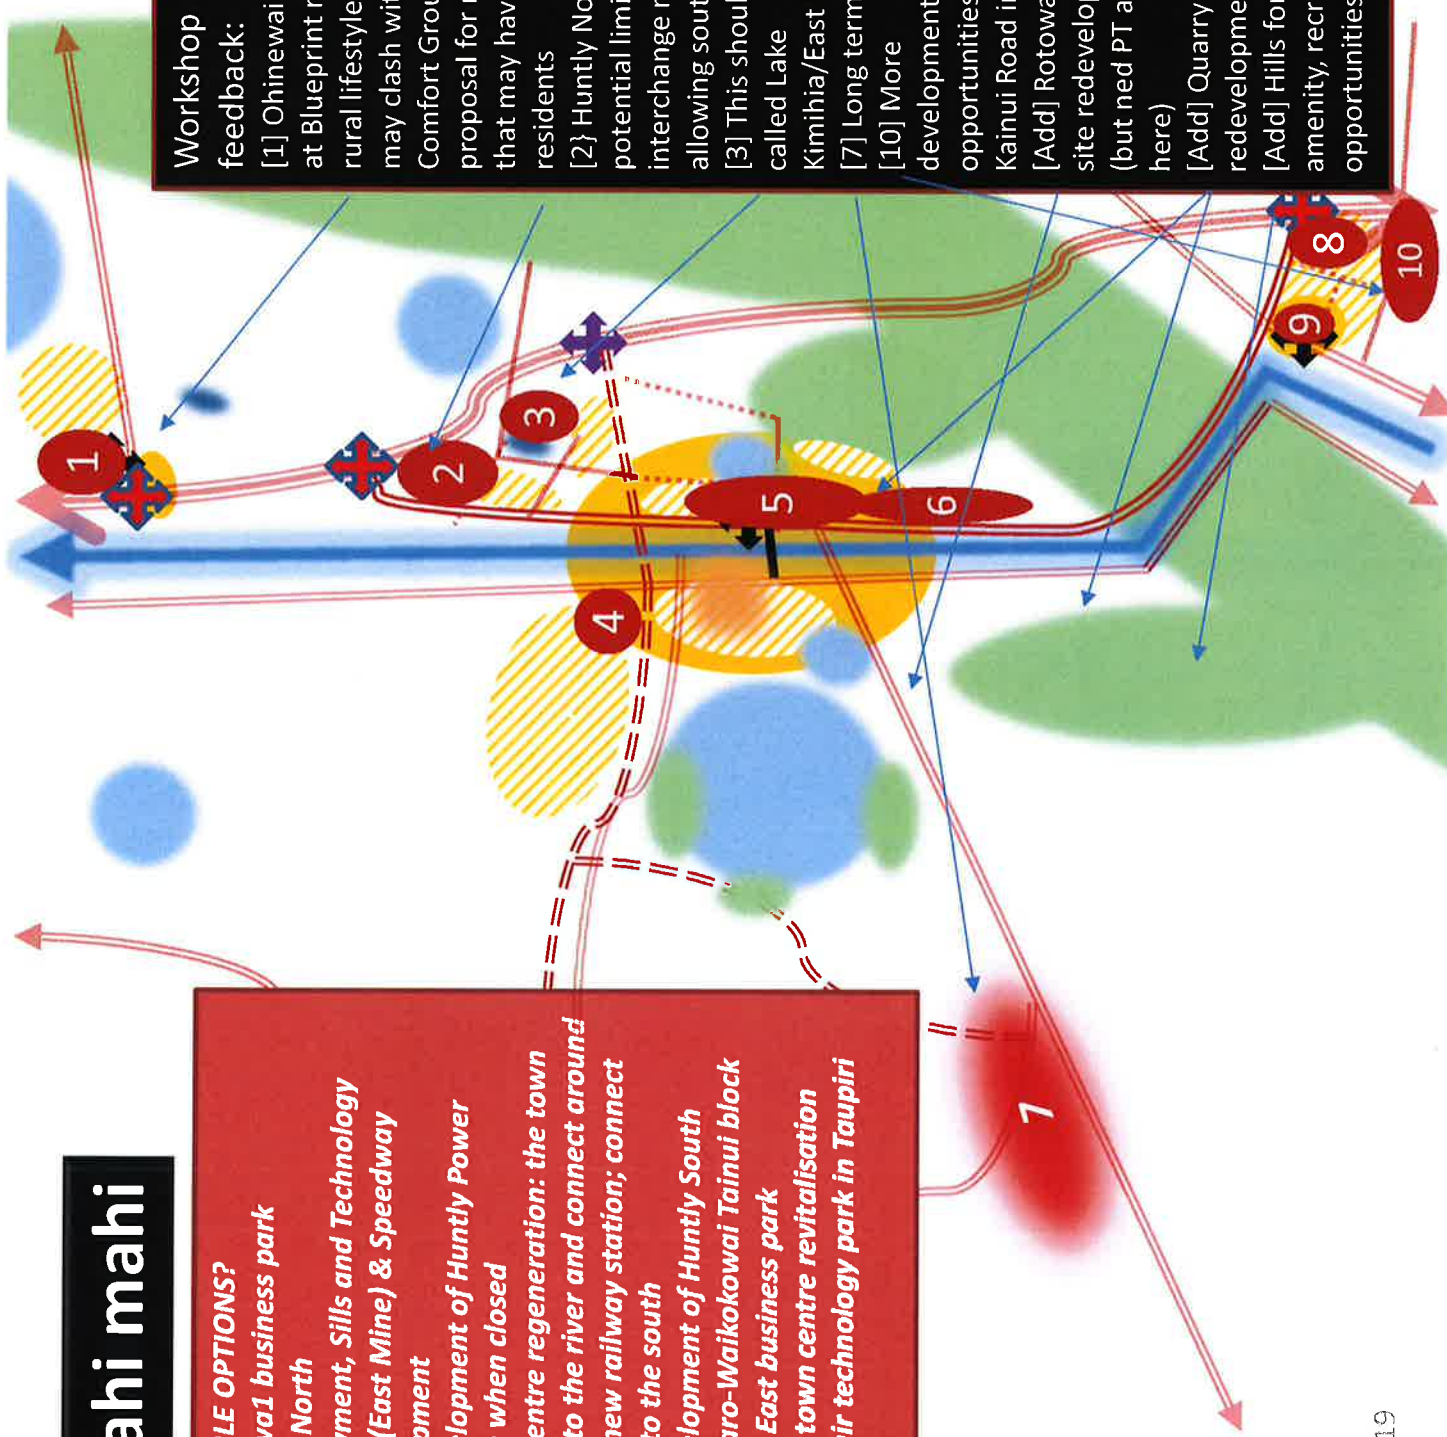 ahi mahi
LE OPTIONS?
va1 business park
North
yment, Sills and Technology
(East Mine) & Speedway
pment
lopment of Huntly Power
when closed
entre regeneration: the town
to the river and connect around
new railway station; connect
to the south
lopment of Huntly South
aro-Waikokowai Tainui block
East business park
town centre revitalisation
ir technology park in Taupiri
1
2
3
4
5
6
7
8
9
10
Workshop
feedback:
[1] Ohinewai
at Blueprint
rural lifestyle
may clash wit
Comfort Grou
proposal for
that may hav
residents
[2} Huntly No
potential limi
interchange
allowing sout
[3] This shoul
called Lake
Kimihia/East
[7] Long term
[10] More
development
opportunities
Kainui Road i
[Add] Rotowa
site redevelop
(but ned PT a
here)
[Add] Quarry
redevelopme
[Add] Hills for
amenity, recr
opportunities
19